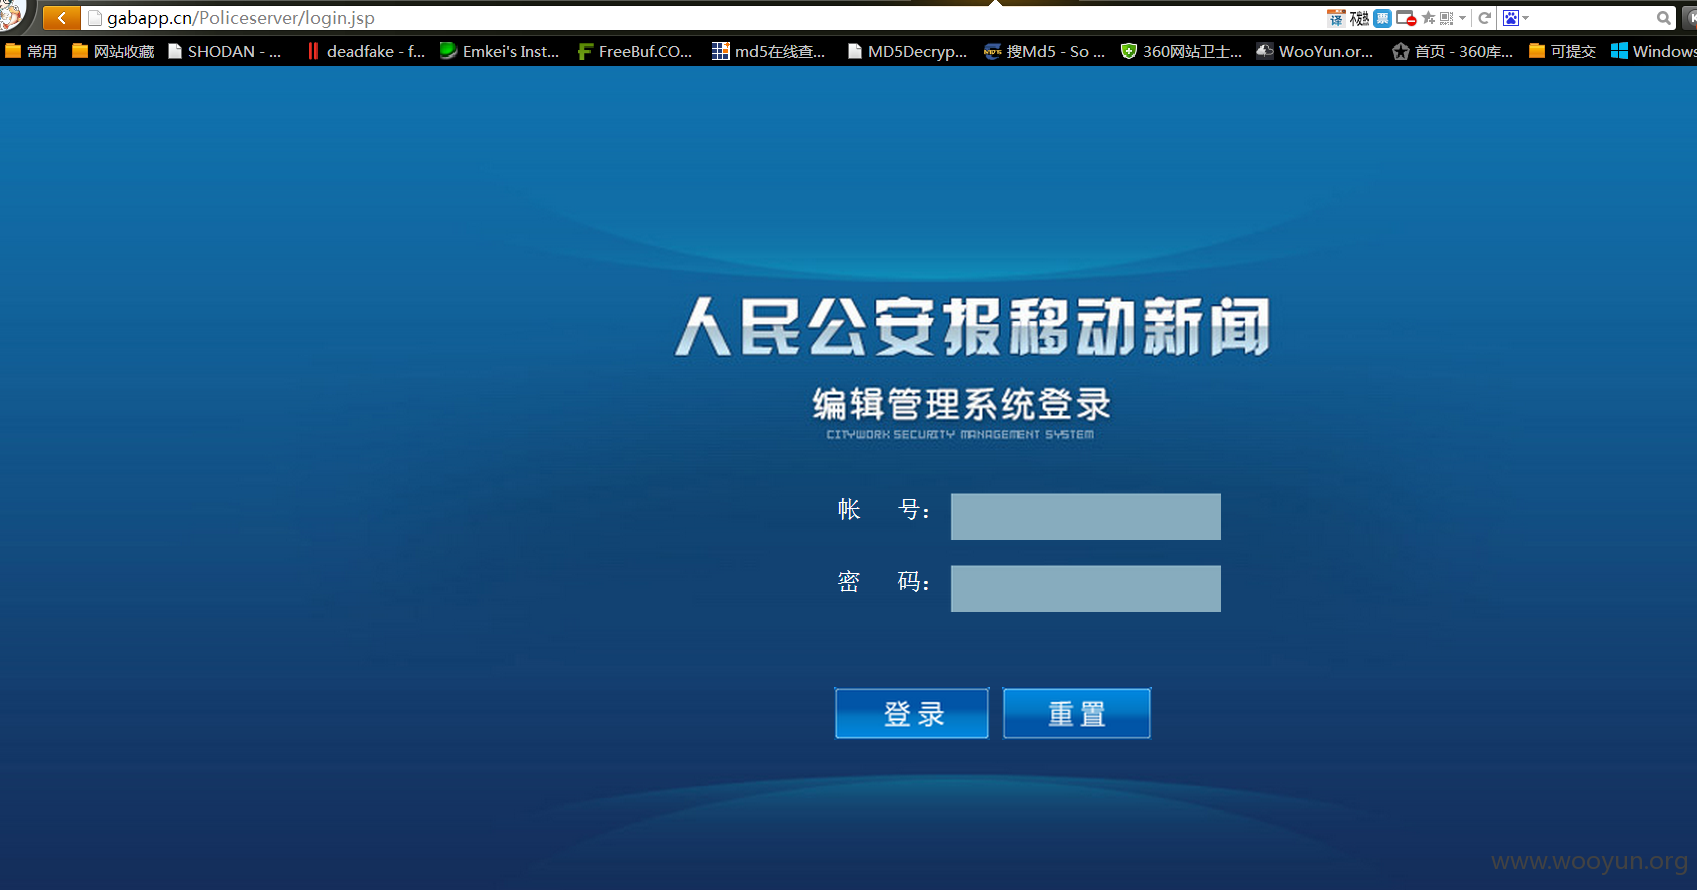 gabapp.cn/Policeserver/login.jsp
译 不发热 票
常用 网站收藏 SHODAN - ... deadfake - f... Emkei's Inst... FreeBuf.CO... md5在线查... MD5Decryp... 搜Md5 - So ... 360网站卫士... WooYun.or... 首页 - 360库... 可提交 Windows
人民公安报移动新闻
编辑管理系统登录
CITYWORK SECURITY MANAGEMENT SYSTEM
帐 号：
密 码：
登录 重置
www.wooyun.org